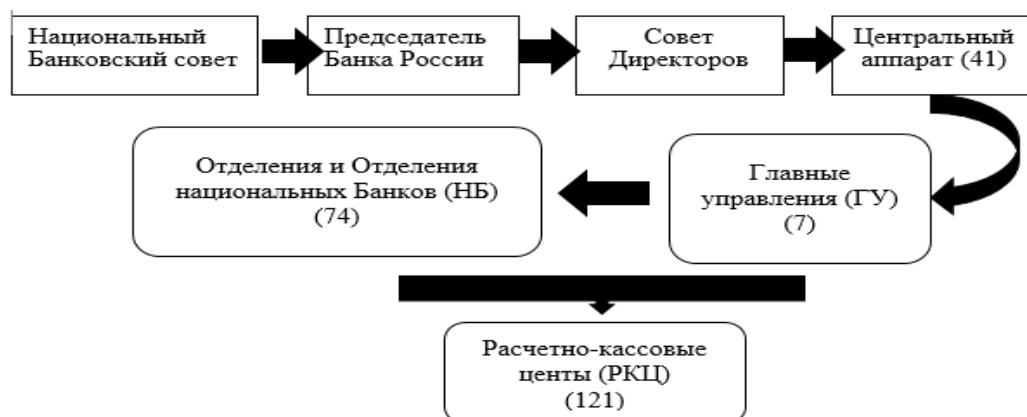 Национальный
Банковский совет
Председатель
Банка России
Совет
Директоров
Центральный
аппарат (41)
Отделения и Отделения
национальных Банков (НБ)
(74)
Главные
управления (ГУ)
(7)
Расчетно-кассовые
центы (РКЦ)
(121)